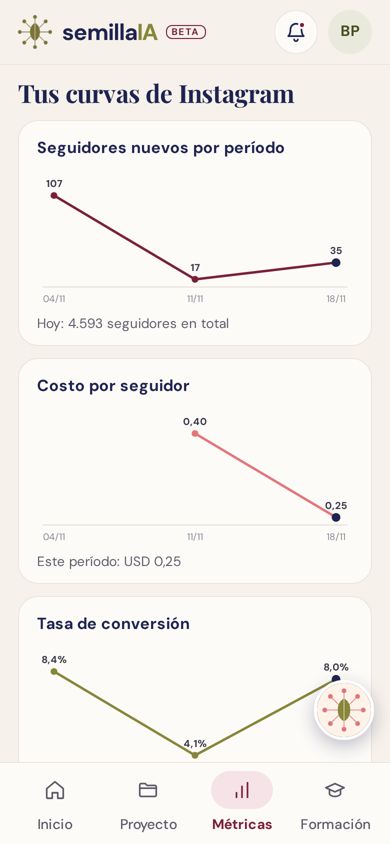 semillaIA BETA BP
Tus curvas de Instagram
Seguidores nuevos por período
107
17
35
04/11 11/11 18/11
Hoy: 4.593 seguidores en total
Costo por seguidor
0,40
0,25
04/11 11/11 18/11
Este período: USD 0,25
Tasa de conversión
8,4%
8,0%
4,1%
Inicio Proyecto Métricas Formación